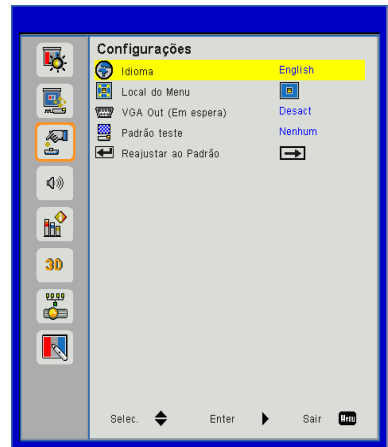 Configurações
Idioma English
Local do Menu
VGA Out (Em espera) Desact
Padrão teste Nenhum
Reajustar ao Padrão
3D
Selec. Enter Sair Menu